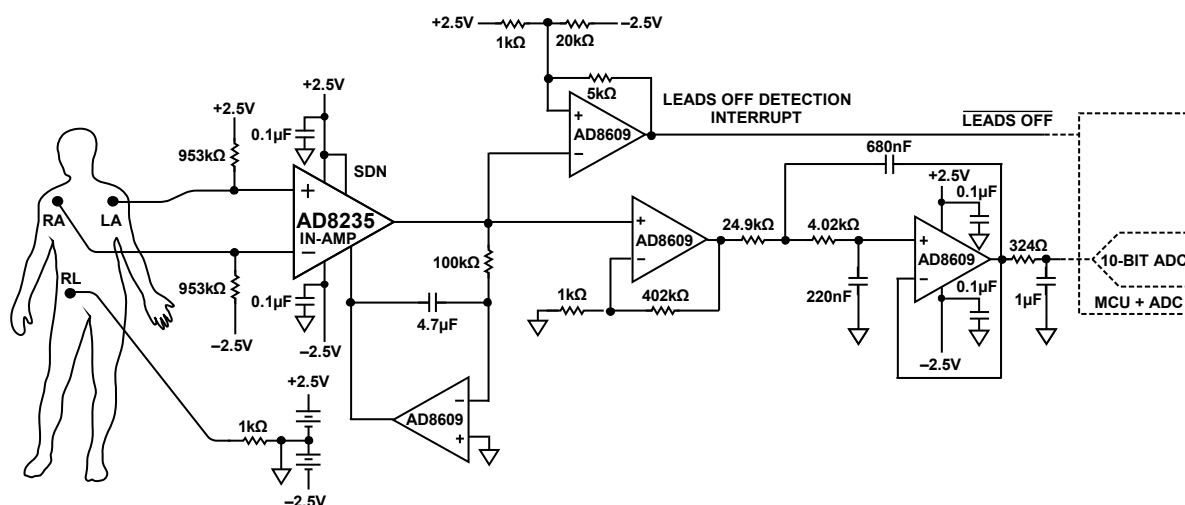 +2.5V
–2.5V
1kΩ
20kΩ
5kΩ
+
AD8609
–
LEADS OFF DETECTION
INTERRUPT
LEADS OFF
+2.5V
+2.5V
0.1µF
953kΩ
SDN
+
AD8235
IN-AMP
–
RA
LA
RL
953kΩ
0.1µF
–2.5V
–2.5V
100kΩ
4.7µF
–
AD8609
+
+2.5V
1kΩ
–2.5V
+
AD8609
–
1kΩ
402kΩ
24.9kΩ
4.02kΩ
680nF
220nF
+2.5V
0.1µF
+
AD8609
–
0.1µF
–2.5V
324Ω
1µF
10-BIT ADC
MCU + ADC